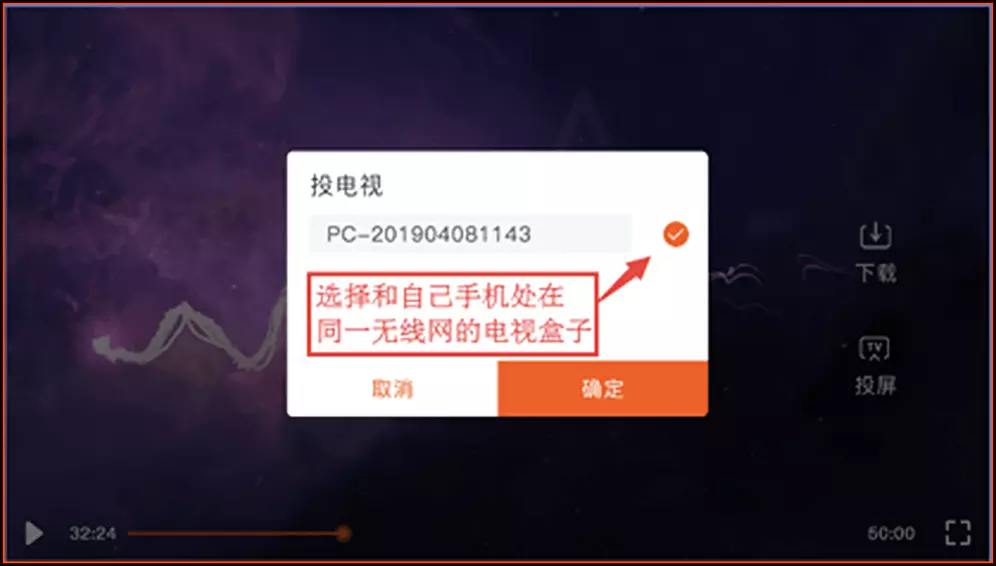 投电视
PC-201904081143
选择和自己手机处在
同一无线网的电视盒子
取消
确定
下载
TV
投屏
32:24
50:00